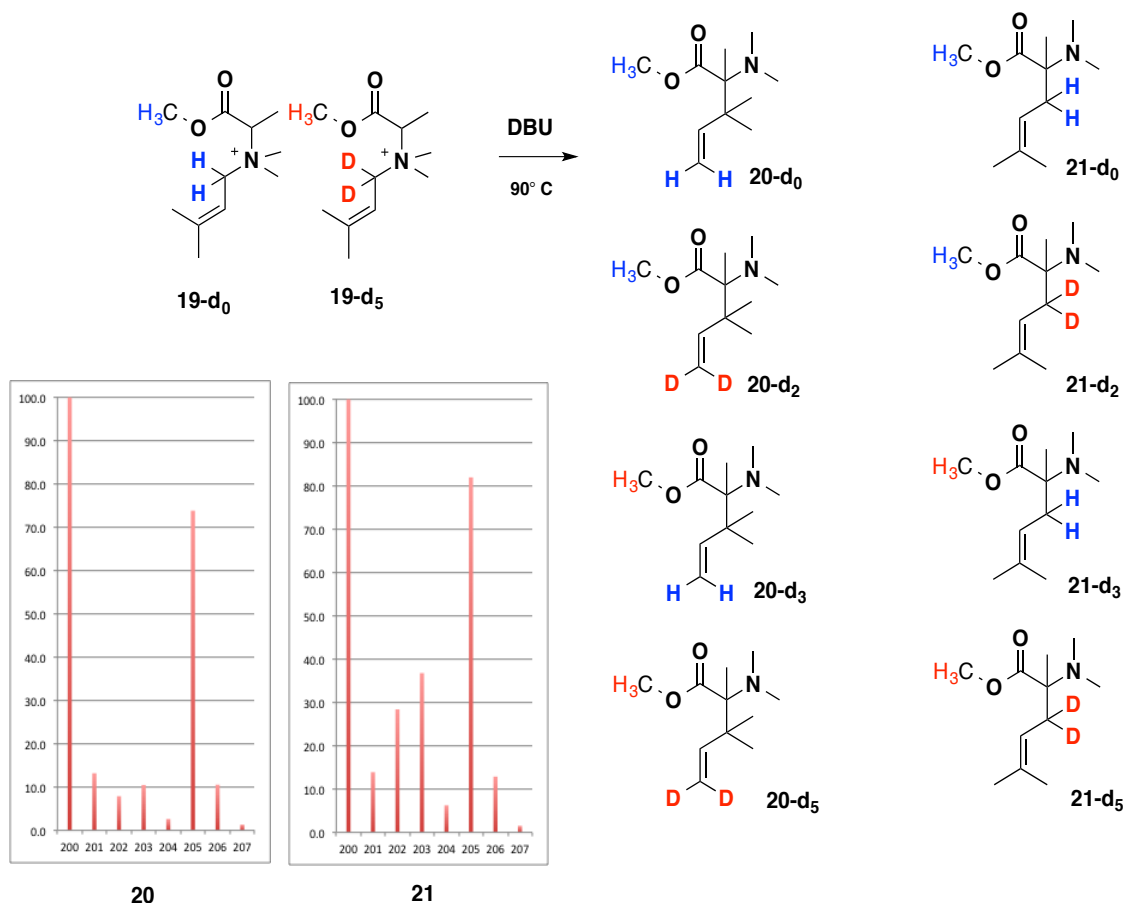 O
H3C
O
N
+
H
H
19-d0
O
H3C
O
N
+
D
D
19-d5
DBU
90° C
O
H3C
O
N
H
H
20-d0
O
H3C
O
N
H
H
21-d0
O
H3C
O
N
D
D
20-d2
O
H3C
O
N
D
D
21-d2
O
H3C
O
N
H
H
20-d3
O
H3C
O
N
H
H
21-d3
O
H3C
O
N
D
D
20-d5
O
H3C
O
N
D
D
21-d5
100.0
90.0
80.0
70.0
60.0
50.0
40.0
30.0
20.0
10.0
0.0
200 201 202 203 204 205 206 207
20
100.0
90.0
80.0
70.0
60.0
50.0
40.0
30.0
20.0
10.0
0.0
200 201 202 203 204 205 206 207
21